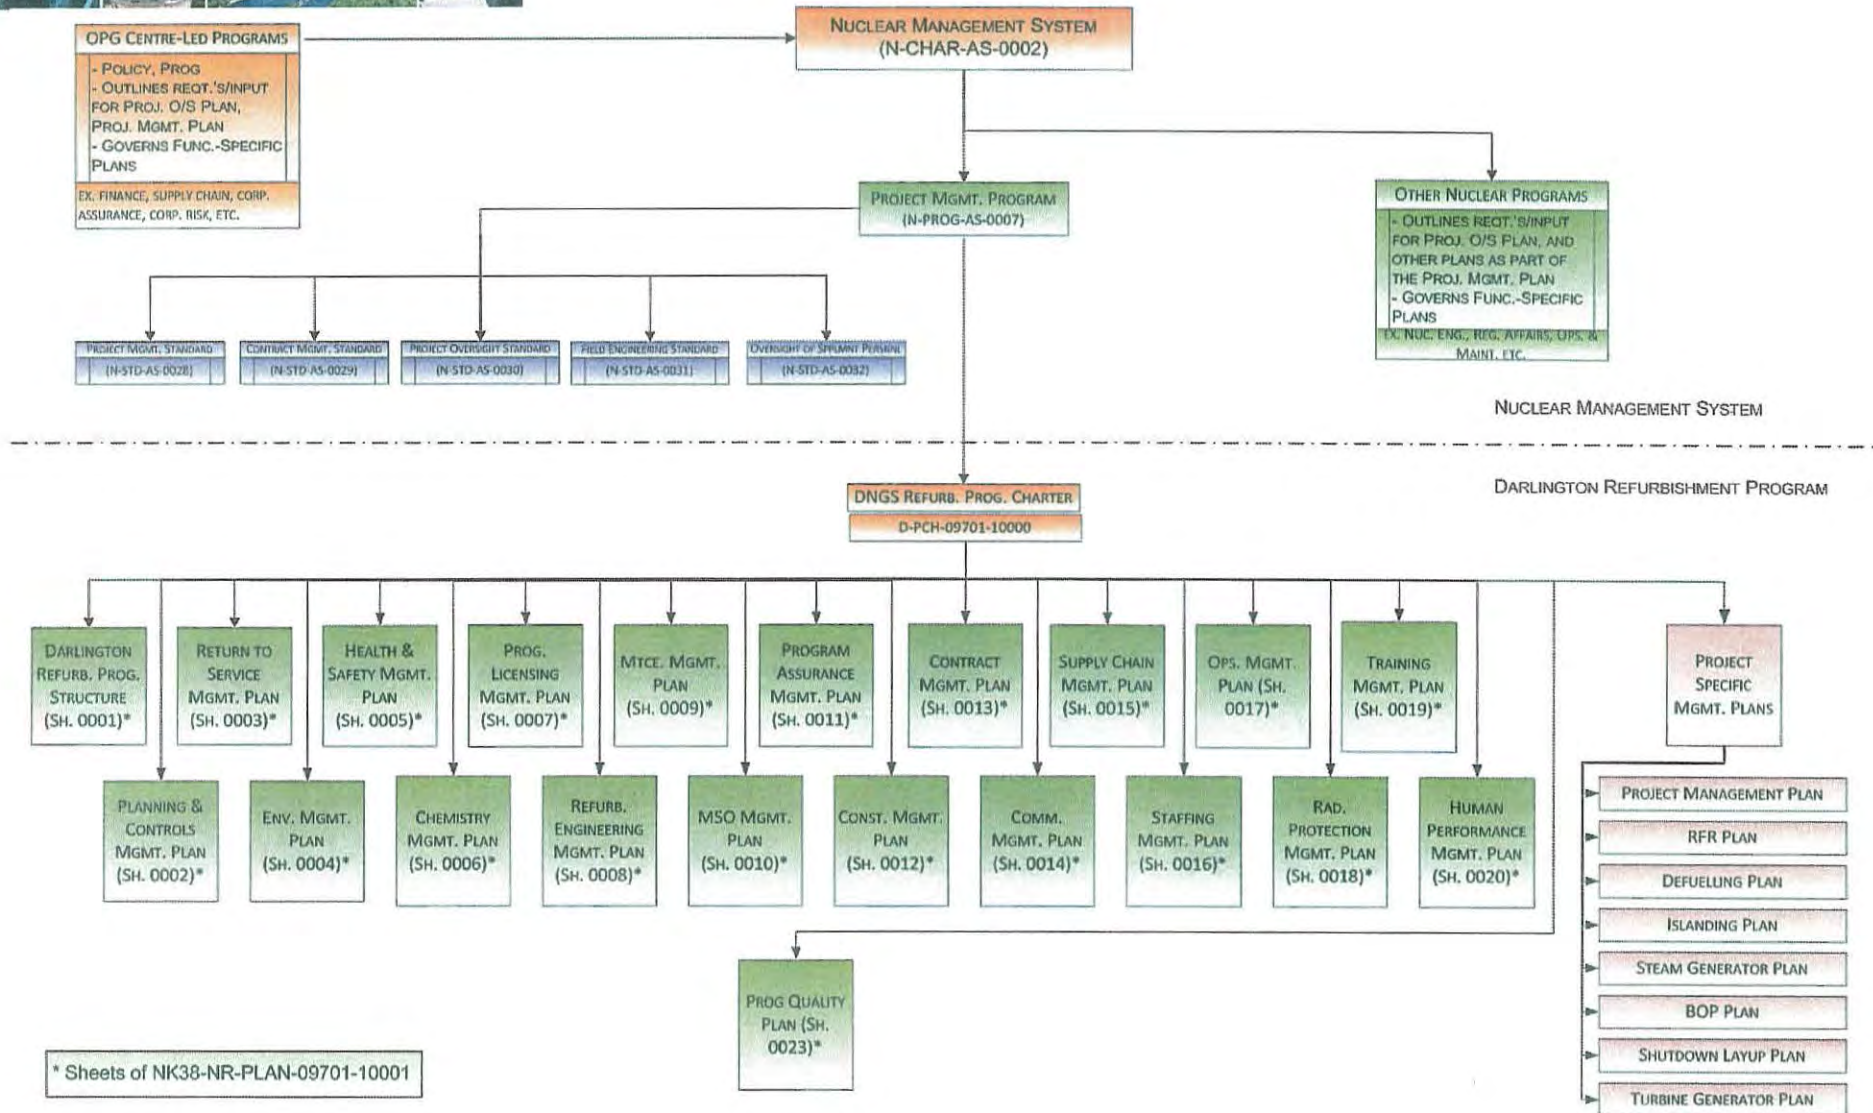 NUCLEAR MANAGEMENT SYSTEM
(N-CHAR-AS-0002)
OPG CENTRE-LED PROGRAMS
- POLICY, PROG
- OUTLINES REQT.'S/INPUT
FOR PROJ. O/S PLAN,
PROJ. MGMT. PLAN
- GOVERNS FUNC.-SPECIFIC
PLANS
EX. FINANCE, SUPPLY CHAIN, CORP.
ASSURANCE, CORP. RISK, ETC.
PROJECT MGMT. PROGRAM
(N-PROG-AS-0007)
OTHER NUCLEAR PROGRAMS
- OUTLINES REQT.'S/INPUT
FOR PROJ. O/S PLAN, AND
OTHER PLANS AS PART OF
THE PROJ. MGMT. PLAN
- GOVERNS FUNC.-SPECIFIC
PLANS
EX. NUC. ENG., REG. AFFAIRS, OPS. &
MAINT. ETC.
PROJECT MGMT. STANDARD
(N-STD-AS-0028)
CONTRACT MGMT. STANDARD
(N-STD-AS-0029)
PROJECT OVERSIGHT STANDARD
(N-STD-AS-0030)
FIELD ENGINEERING STANDARD
(N-STD-AS-0031)
OVERSIGHT OF SPPLMNT PERSNNL
(N-STD-AS-0032)
NUCLEAR MANAGEMENT SYSTEM
DARLINGTON REFURBISHMENT PROGRAM
DNGS REFURB. PROG. CHARTER
D-PCH-09701-10000
DARLINGTON
REFURB. PROG.
STRUCTURE
(SH. 0001)*
RETURN TO
SERVICE
MGMT. PLAN
(SH. 0003)*
HEALTH &
SAFETY MGMT.
PLAN
(SH. 0005)*
PROG.
LICENSING
MGMT. PLAN
(SH. 0007)*
MTCE. MGMT.
PLAN
(SH. 0009)*
PROGRAM
ASSURANCE
MGMT. PLAN
(SH. 0011)*
CONTRACT
MGMT. PLAN
(SH. 0013)*
SUPPLY CHAIN
MGMT. PLAN
(SH. 0015)*
OPS. MGMT.
PLAN (SH.
0017)*
TRAINING
MGMT. PLAN
(SH. 0019)*
PROJECT
SPECIFIC
MGMT. PLANS
PLANNING &
CONTROLS
MGMT. PLAN
(SH. 0002)*
ENV. MGMT.
PLAN
(SH. 0004)*
CHEMISTRY
MGMT. PLAN
(SH. 0006)*
REFURB.
ENGINEERING
MGMT. PLAN
(SH. 0008)*
MSO MGMT.
PLAN
(SH. 0010)*
CONST. MGMT.
PLAN
(SH. 0012)*
COMM.
MGMT. PLAN
(SH. 0014)*
STAFFING
MGMT. PLAN
(SH. 0016)*
RAD.
PROTECTION
MGMT. PLAN
(SH. 0018)*
HUMAN
PERFORMANCE
MGMT. PLAN
(SH. 0020)*
PROJECT MANAGEMENT PLAN
RFR PLAN
DEFUELLING PLAN
ISLANDING PLAN
STEAM GENERATOR PLAN
BOP PLAN
SHUTDOWN LAYUP PLAN
TURBINE GENERATOR PLAN
PROG QUALITY
PLAN (SH.
0023)*
* Sheets of NK38-NR-PLAN-09701-10001